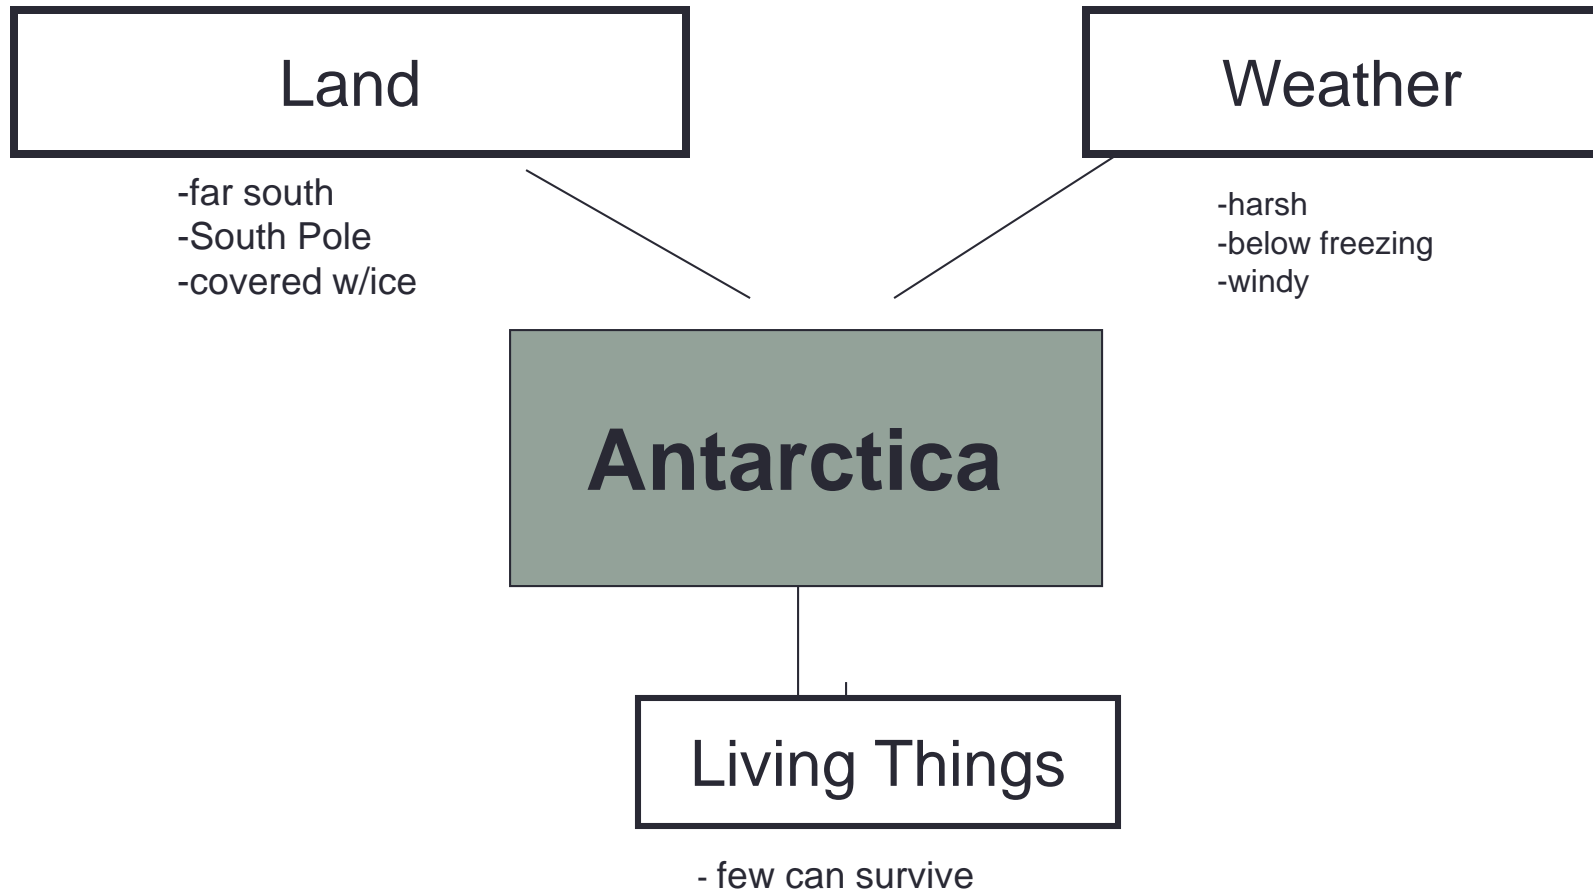 Land
-far south
-South Pole
-covered w/ice
Weather
-harsh
-below freezing
-windy
Antarctica
Living Things
- few can survive